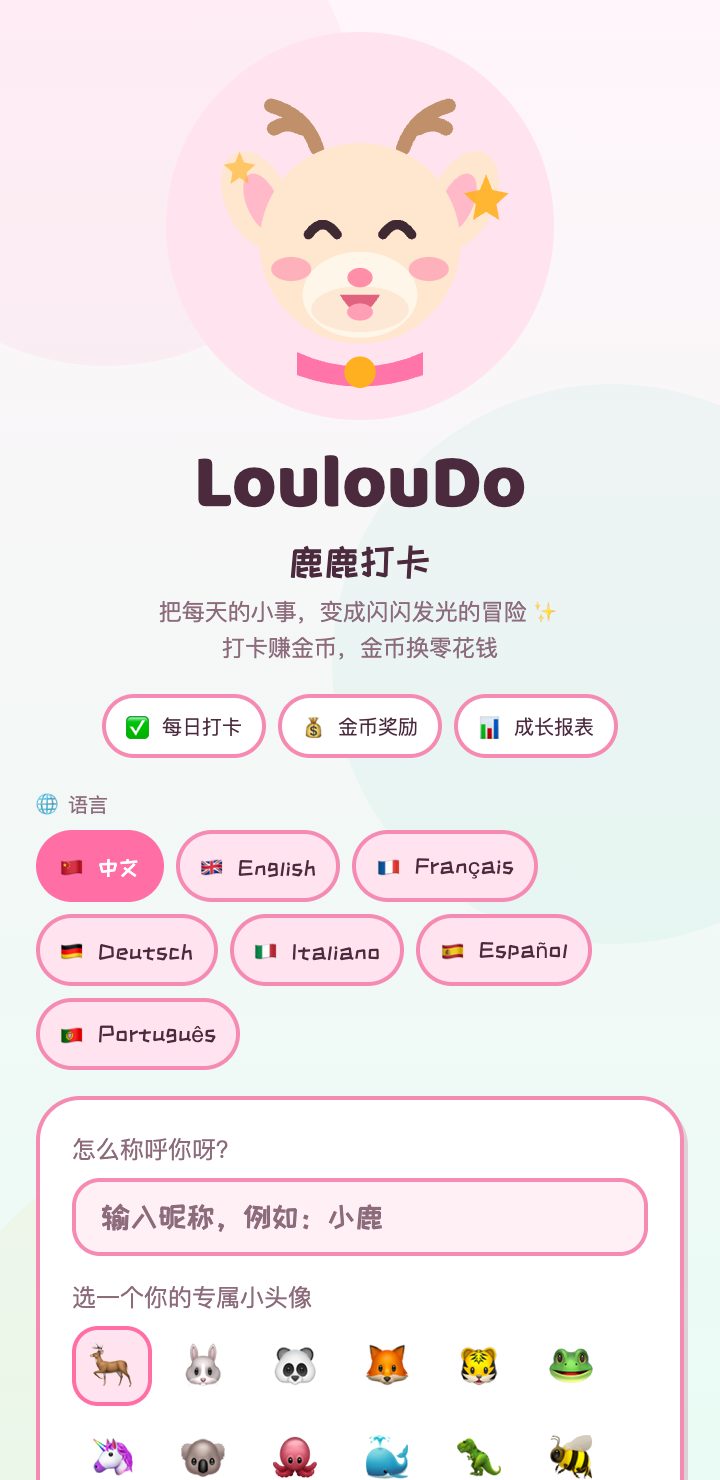 LoulouDo
鹿鹿打卡
把每天的小事，变成闪闪发光的冒险 ✨
打卡赚金币，金币换零花钱
✅ 每日打卡
💰 金币奖励
📊 成长报表
🌐 语言
🇨🇳 中文
🇬🇧 English
🇫🇷 Français
🇩🇪 Deutsch
🇮🇹 Italiano
🇪🇸 Español
🇵🇹 Português
怎么称呼你呀？
输入昵称，例如：小鹿
选一个你的专属小头像